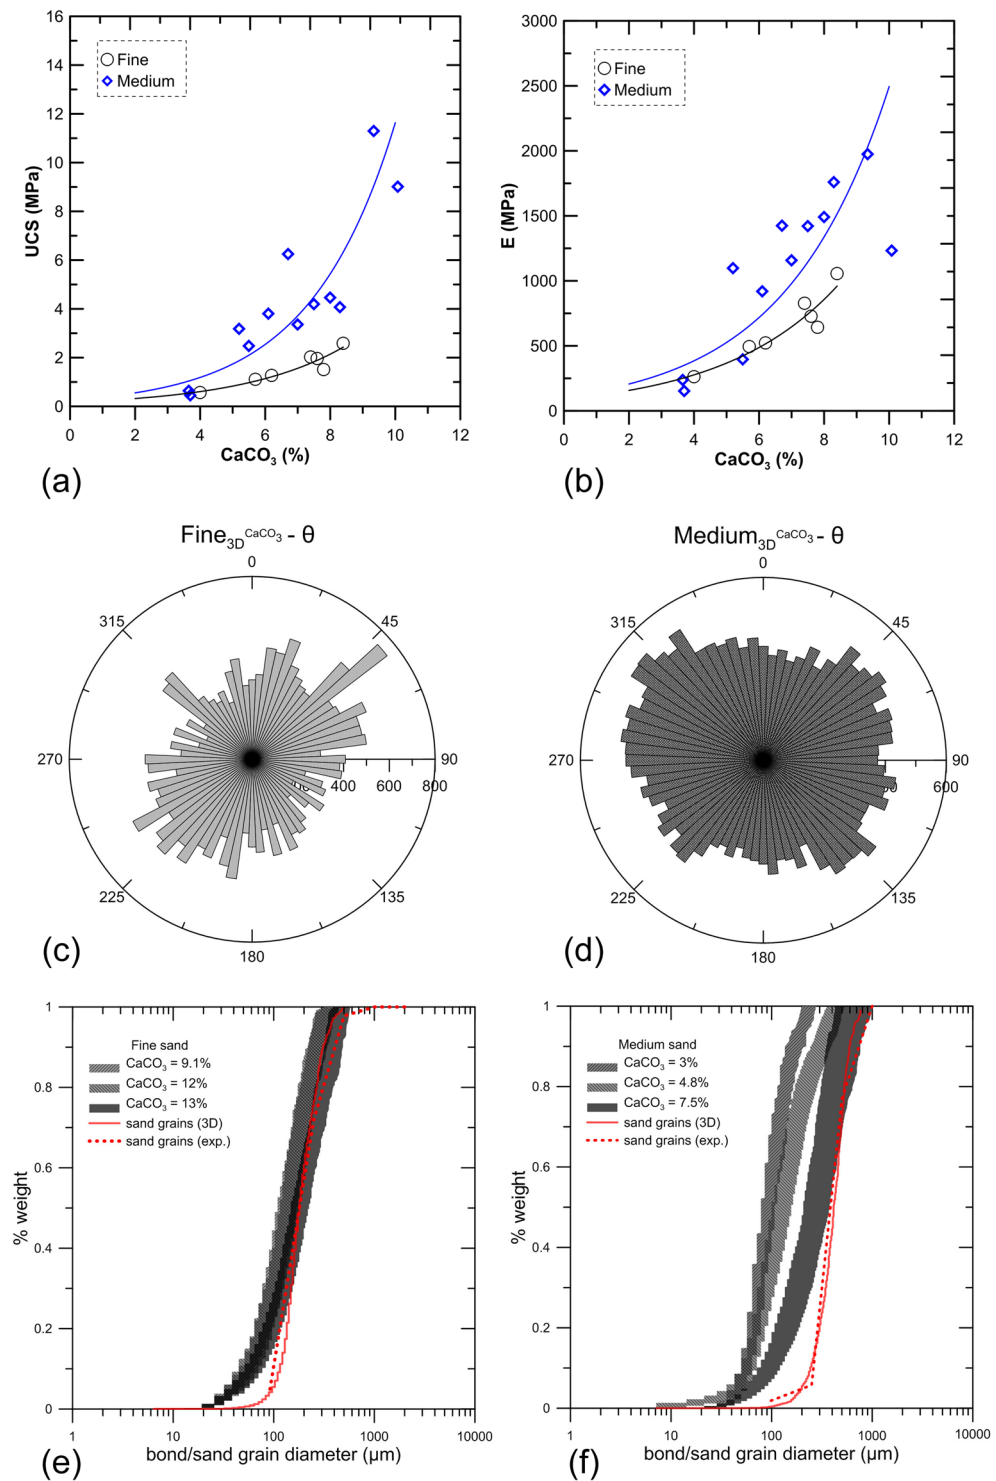 16
14
12
10
8
6
4
2
0
UCS (MPa)
Fine
Medium
0 2 4 6 8 10 12
CaCO₃ (%)
(a)
3000
2500
2000
1500
1000
500
0
E (MPa)
Fine
Medium
0 2 4 6 8 10 12
CaCO₃ (%)
(b)
Fine3D^CaCO₃ - θ
0
45
90
135
180
225
270
315
400 600 800
(c)
Medium3D^CaCO₃ - θ
0
45
90
135
180
225
270
315
600
(d)
1
0.8
0.6
0.4
0.2
0
% weight
Fine sand
CaCO₃ = 9.1%
CaCO₃ = 12%
CaCO₃ = 13%
sand grains (3D)
sand grains (exp.)
1 10 100 1000 10000
bond/sand grain diameter (µm)
(e)
1
0.8
0.6
0.4
0.2
0
% weight
Medium sand
CaCO₃ = 3%
CaCO₃ = 4.8%
CaCO₃ = 7.5%
sand grains (3D)
sand grains (exp.)
1 10 100 1000 10000
bond/sand grain diameter (µm)
(f)